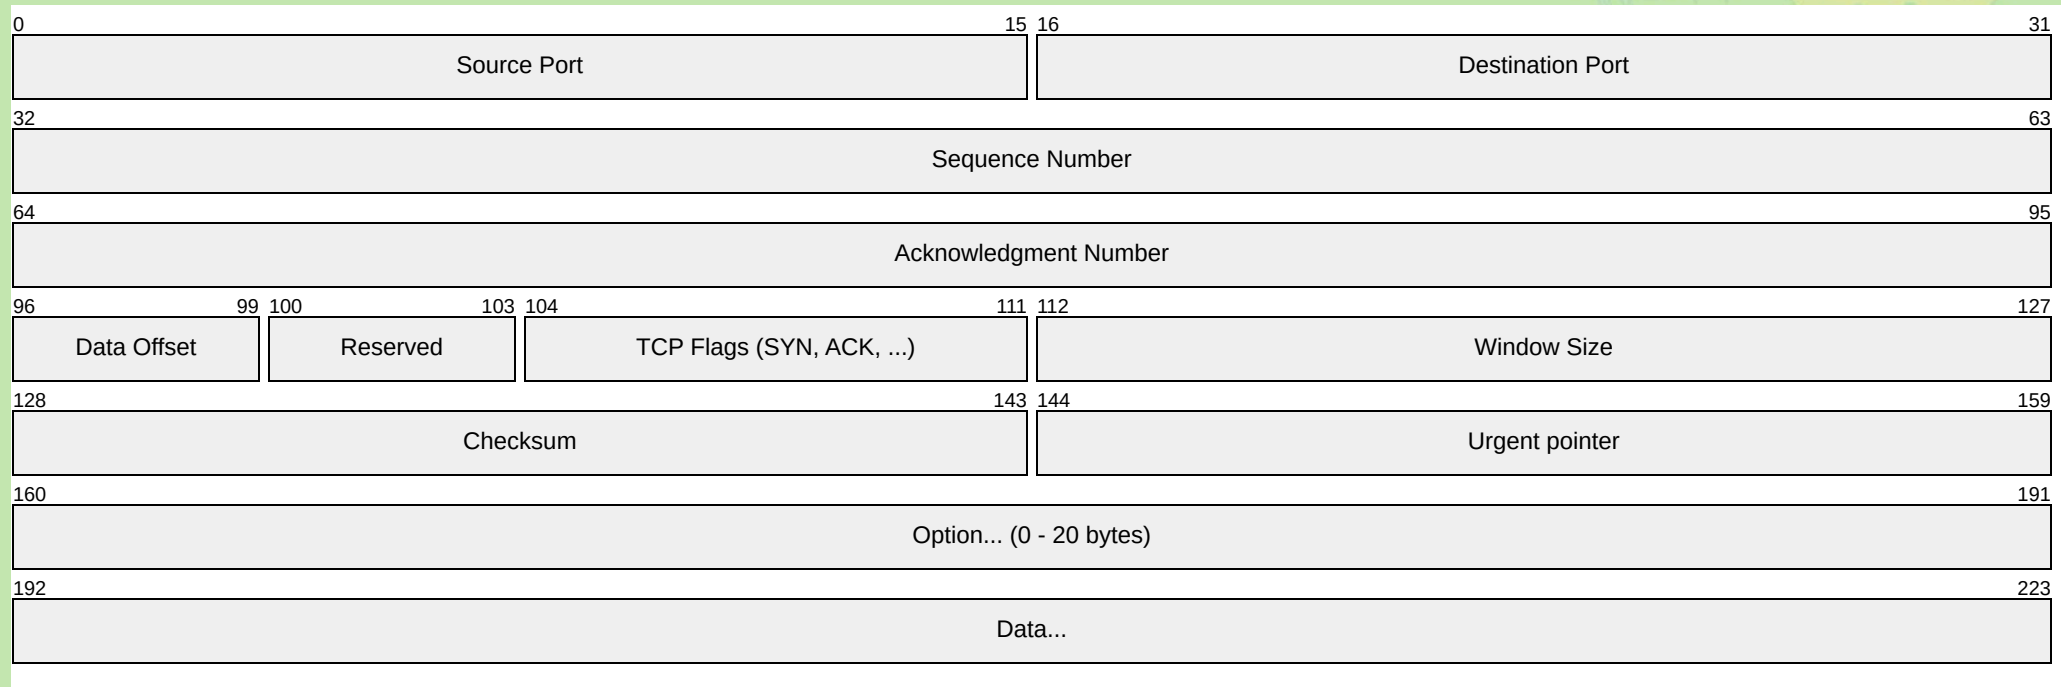 0 15 16 31
Source Port Destination Port
32 63
Sequence Number
64 95
Acknowledgment Number
96 99 100 103 104 111 112 127
Data Offset Reserved TCP Flags (SYN, ACK, ...) Window Size
128 143 144 159
Checksum Urgent pointer
160 191
Option... (0 - 20 bytes)
192 223
Data...